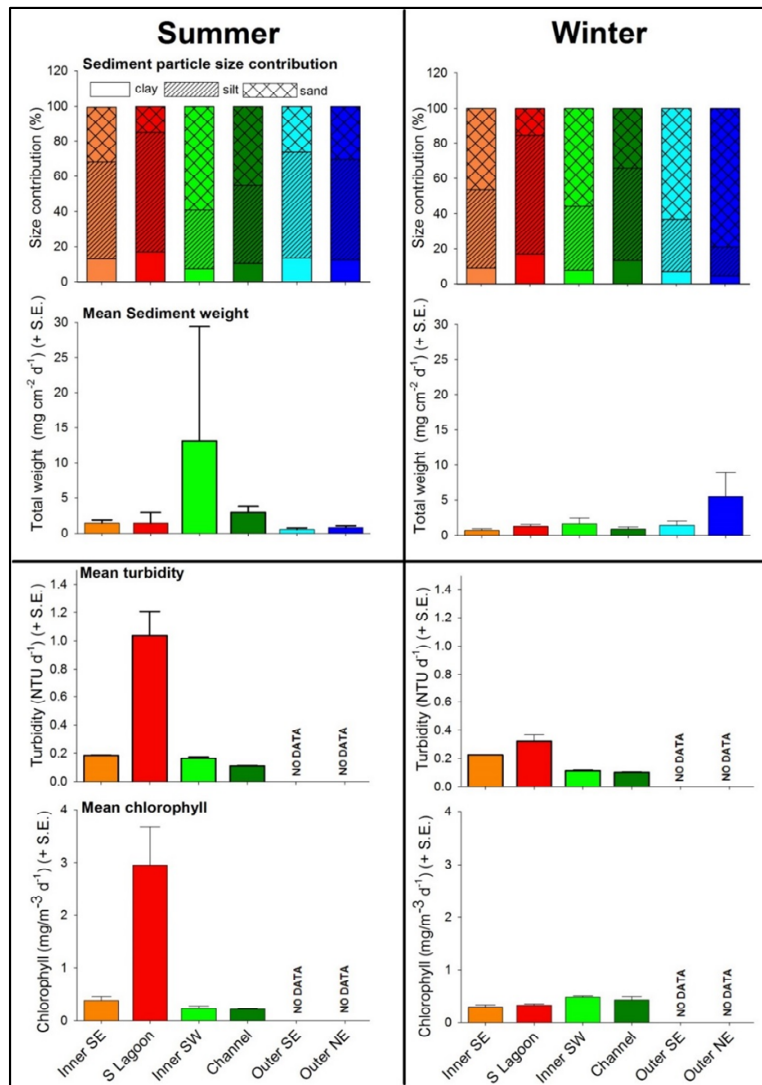 Summer
Winter
Sediment particle size contribution
clay silt sand
Size contribution (%)
120
100
80
60
40
20
0
Size contribution (%)
120
100
80
60
40
20
0
Mean Sediment weight
Total weight (mg cm-2 d-1) (+ S.E.)
30
25
20
15
10
5
0
Total weight (mg cm-2 d-1) (+ S.E.)
30
25
20
15
10
5
0
Mean turbidity
Turbidity (NTU d-1) (+ S.E.)
1.4
1.2
1.0
0.8
0.6
0.4
0.2
0.0
NO DATA
NO DATA
Turbidity (NTU d-1) (+ S.E.)
1.4
1.2
1.0
0.8
0.6
0.4
0.2
0.0
NO DATA
NO DATA
Mean chlorophyll
Chlorophyll (mg/m-3 d-1) (+ S.E.)
4
3
2
1
0
NO DATA
NO DATA
Inner SE
S Lagoon
Inner SW
Channel
Outer SE
Outer NE
Chlorophyll (mg/m-3 d-1) (+ S.E.)
4
3
2
1
0
NO DATA
NO DATA
Inner SE
S Lagoon
Inner SW
Channel
Outer SE
Outer NE